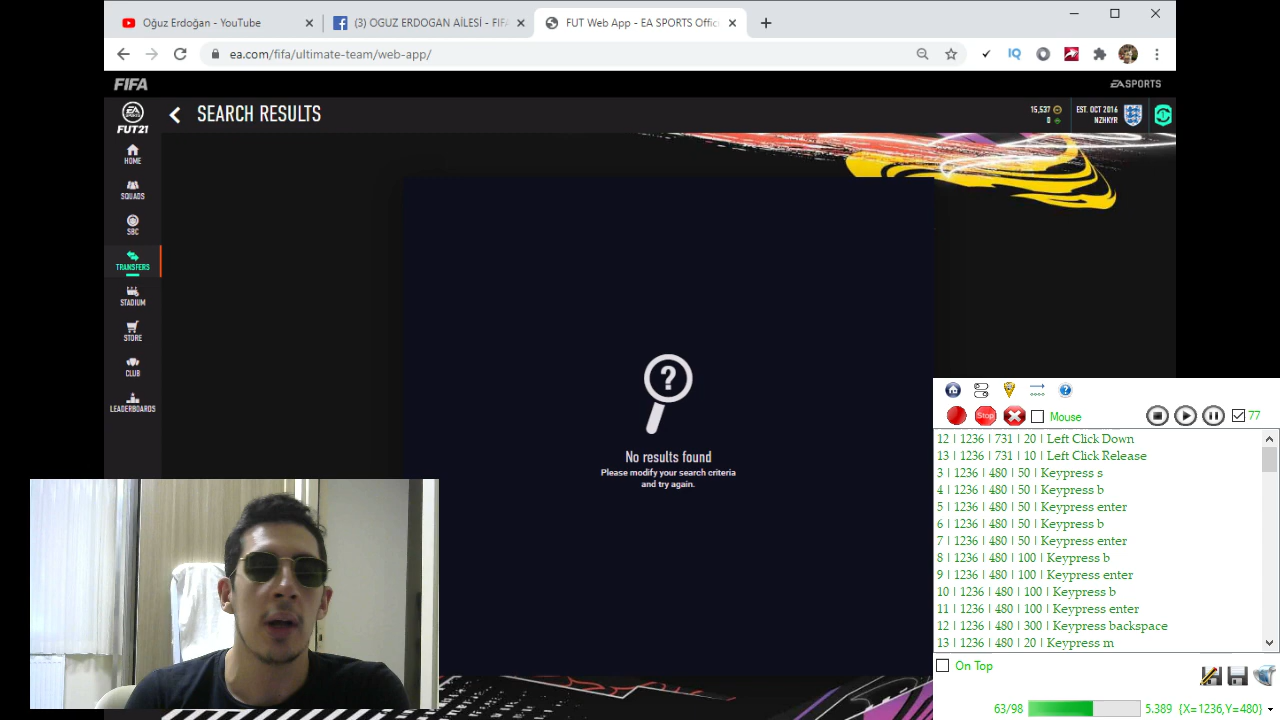 Oğuz Erdoğan - YouTube
(3) OGUZ ERDOGAN AİLESİ - FIFA
FUT Web App - EA SPORTS Offic
ea.com/fifa/ultimate-team/web-app/
IQ
FIFA
EA SPORTS
EA SPORTS
FUT21
SEARCH RESULTS
15,537
0
EST. OCT 2016
NZHKYR
HOME
SQUADS
SBC
TRANSFERS
STADIUM
STORE
CLUB
LEADERBOARDS
?
No results found
Please modify your search criteria
and try again.
?
Stop
Mouse
77
12 | 1236 | 731 | 20 | Left Click Down
13 | 1236 | 731 | 10 | Left Click Release
3 | 1236 | 480 | 50 | Keypress s
4 | 1236 | 480 | 50 | Keypress b
5 | 1236 | 480 | 50 | Keypress enter
6 | 1236 | 480 | 50 | Keypress b
7 | 1236 | 480 | 50 | Keypress enter
8 | 1236 | 480 | 100 | Keypress b
9 | 1236 | 480 | 100 | Keypress enter
10 | 1236 | 480 | 100 | Keypress b
11 | 1236 | 480 | 100 | Keypress enter
12 | 1236 | 480 | 300 | Keypress backspace
13 | 1236 | 480 | 20 | Keypress m
On Top
63/98
5.389 {X=1236,Y=480}